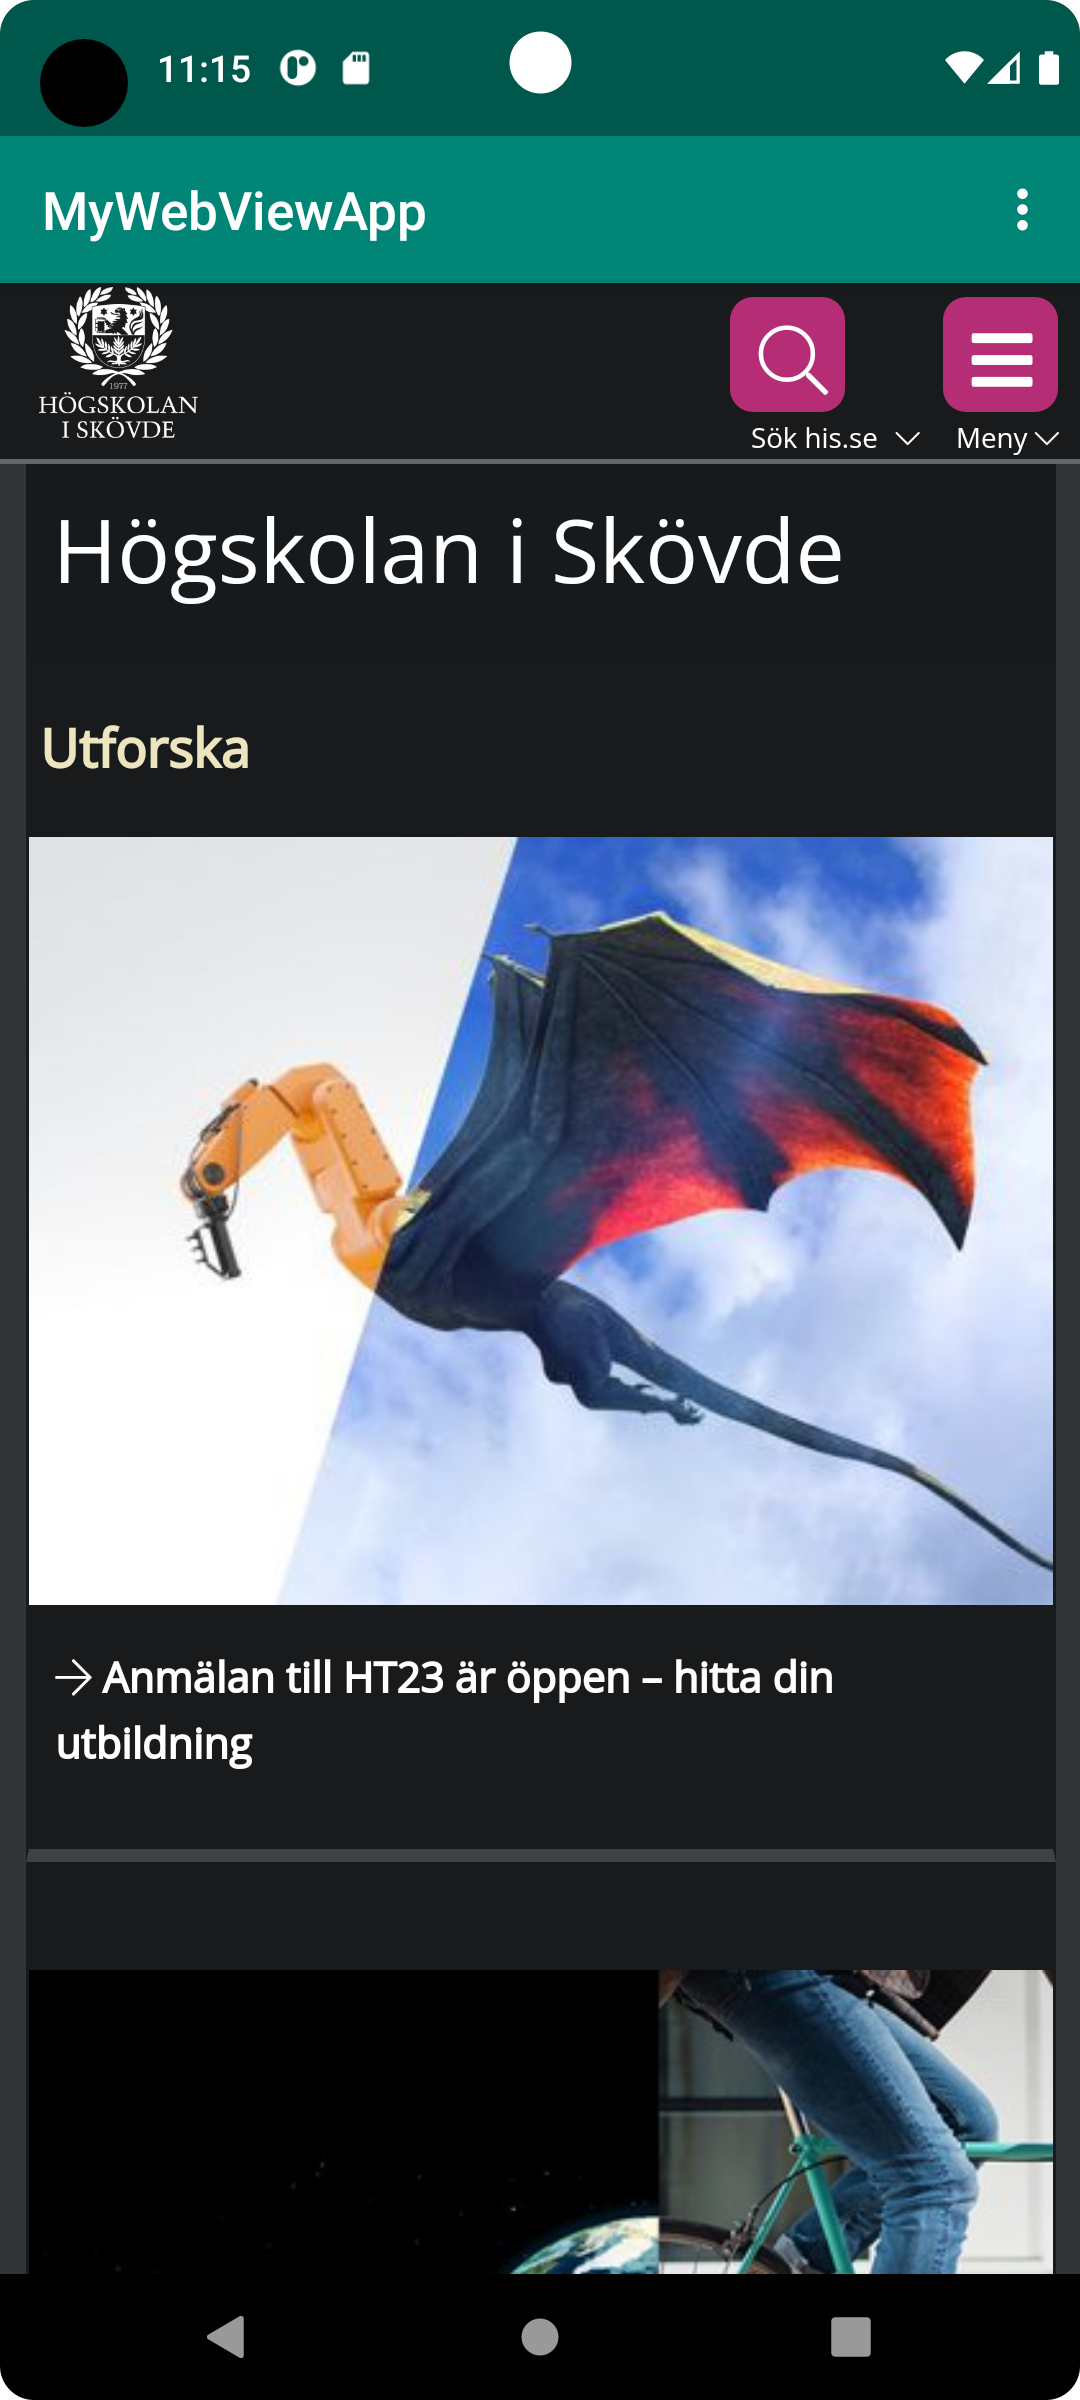 11:15
MyWebViewApp
1977
HÖGSKOLAN
I SKÖVDE
Sök his.se
Meny
Högskolan i Skövde
Utforska
Anmälan till HT23 är öppen – hitta din
utbildning